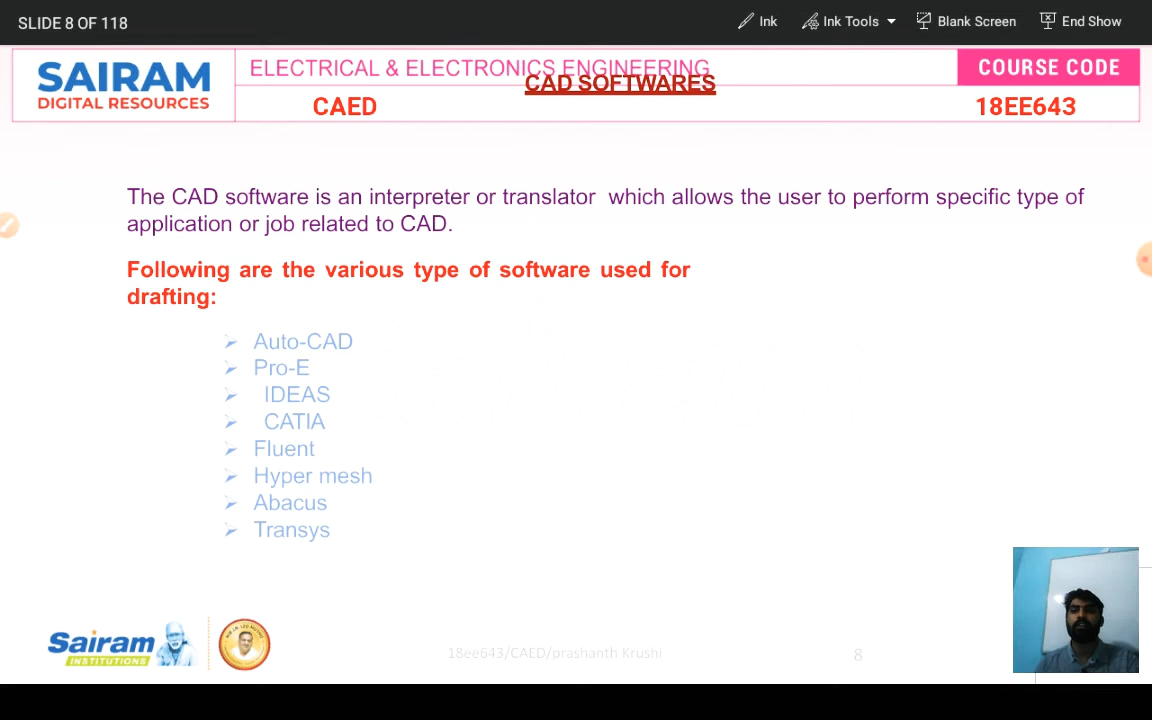 SLIDE 8 OF 118
Ink
Ink Tools
Blank Screen
End Show
SAIRAM
DIGITAL RESOURCES
ELECTRICAL & ELECTRONICS ENGINEERING
COURSE CODE
CAD SOFTWARES
CAED
18EE643
The CAD software is an interpreter or translator which allows the user to perform specific type of
application or job related to CAD.
Following are the various type of software used for
drafting:
Auto-CAD
Pro-E
IDEAS
CATIA
Fluent
Hyper mesh
Abacus
Transys
Sairam
INSTITUTIONS
18ee643/CAED/prashanth Krushi
8